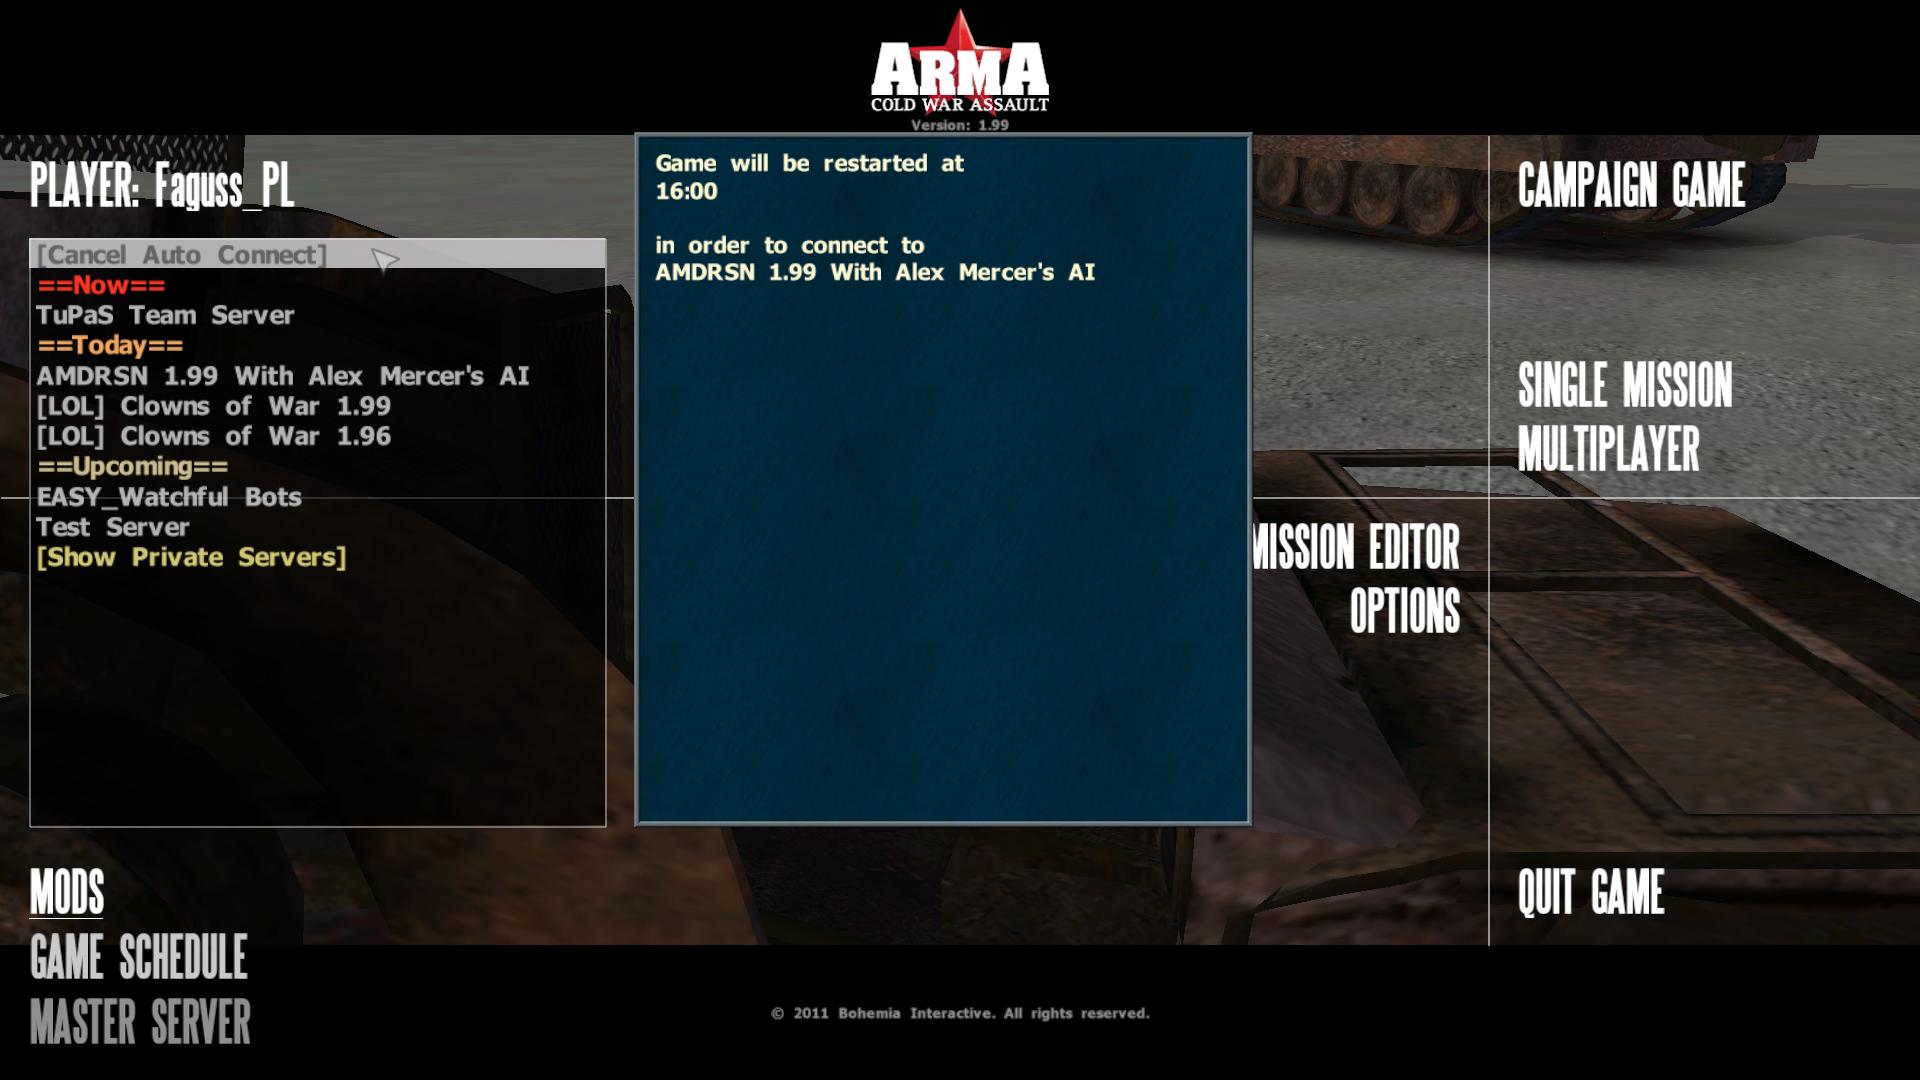 ARMA
COLD WAR ASSAULT
Version: 1.99
PLAYER: Faguss_PL
[Cancel Auto Connect]
==Now==
TuPaS Team Server
==Today==
AMDRSN 1.99 With Alex Mercer's AI
[LOL] Clowns of War 1.99
[LOL] Clowns of War 1.96
==Upcoming==
EASY_Watchful Bots
Test Server
[Show Private Servers]
MODS
GAME SCHEDULE
MASTER SERVER
Game will be restarted at
16:00
in order to connect to
AMDRSN 1.99 With Alex Mercer's AI
MISSION EDITOR
OPTIONS
CAMPAIGN GAME
SINGLE MISSION
MULTIPLAYER
QUIT GAME
© 2011 Bohemia Interactive. All rights reserved.